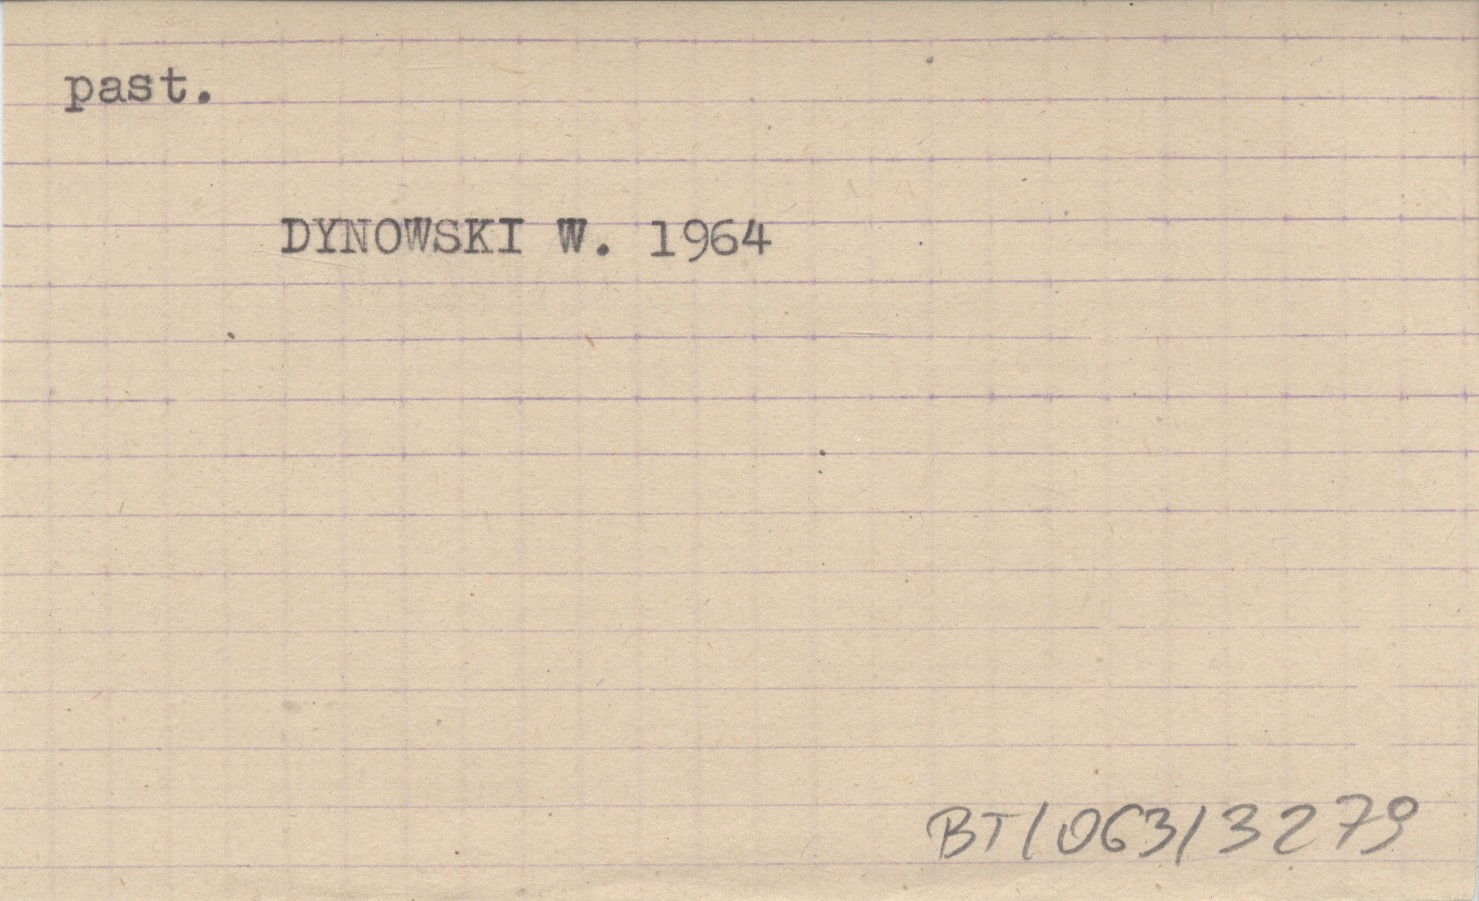 past.
DYNOWSKI W. 1964
BT/063/3279